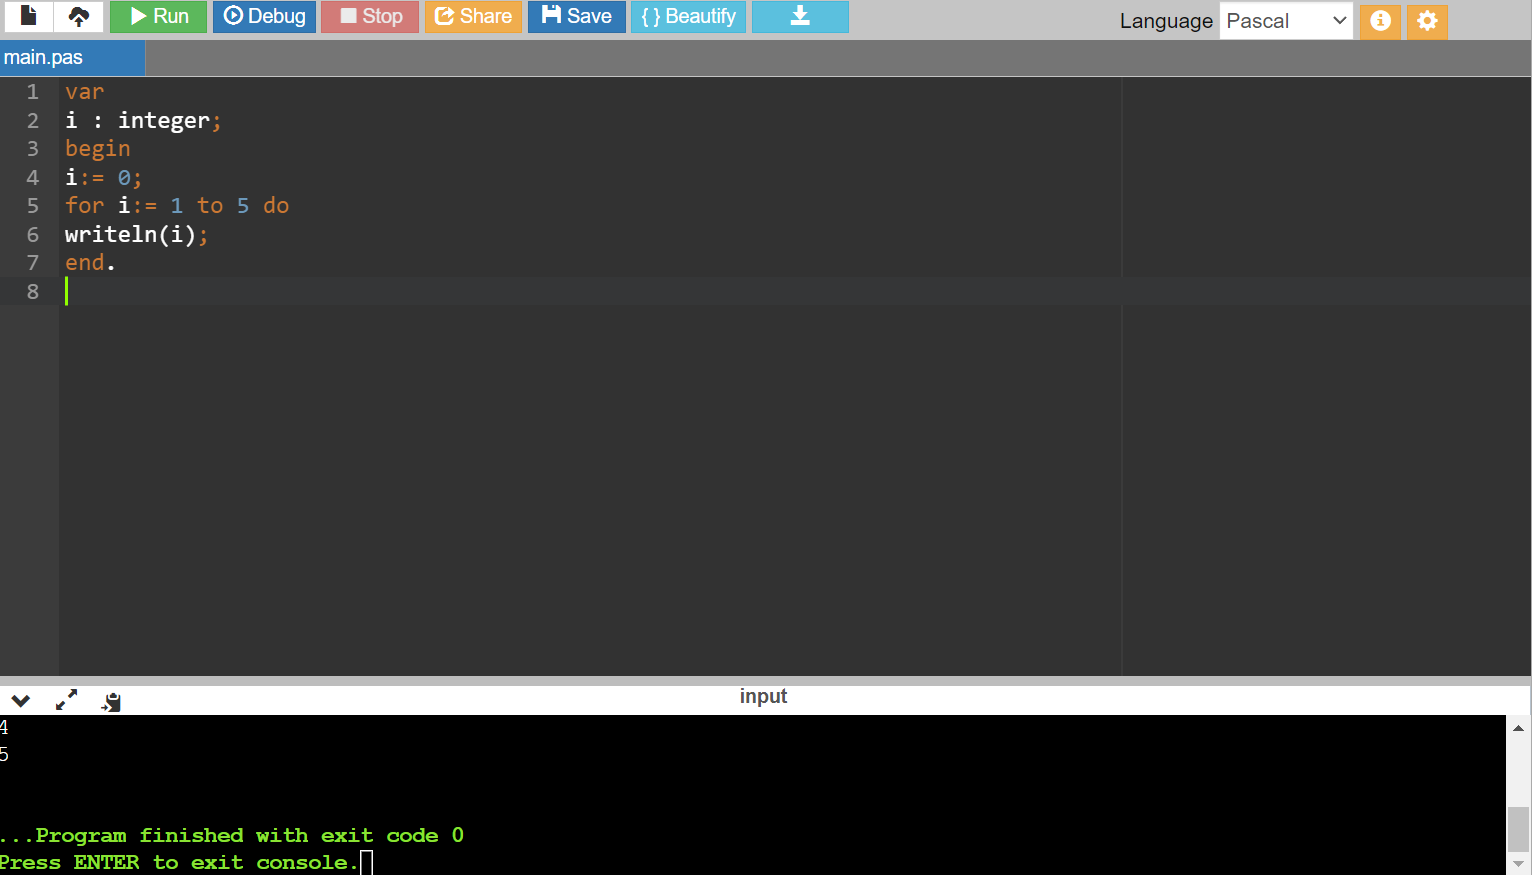 Run Debug Stop Share Save { } Beautify Language Pascal
main.pas
1 var
2 i : integer;
3 begin
4 i:= 0;
5 for i:= 1 to 5 do
6 writeln(i);
7 end.
8
input
4
5
...Program finished with exit code 0
Press ENTER to exit console.